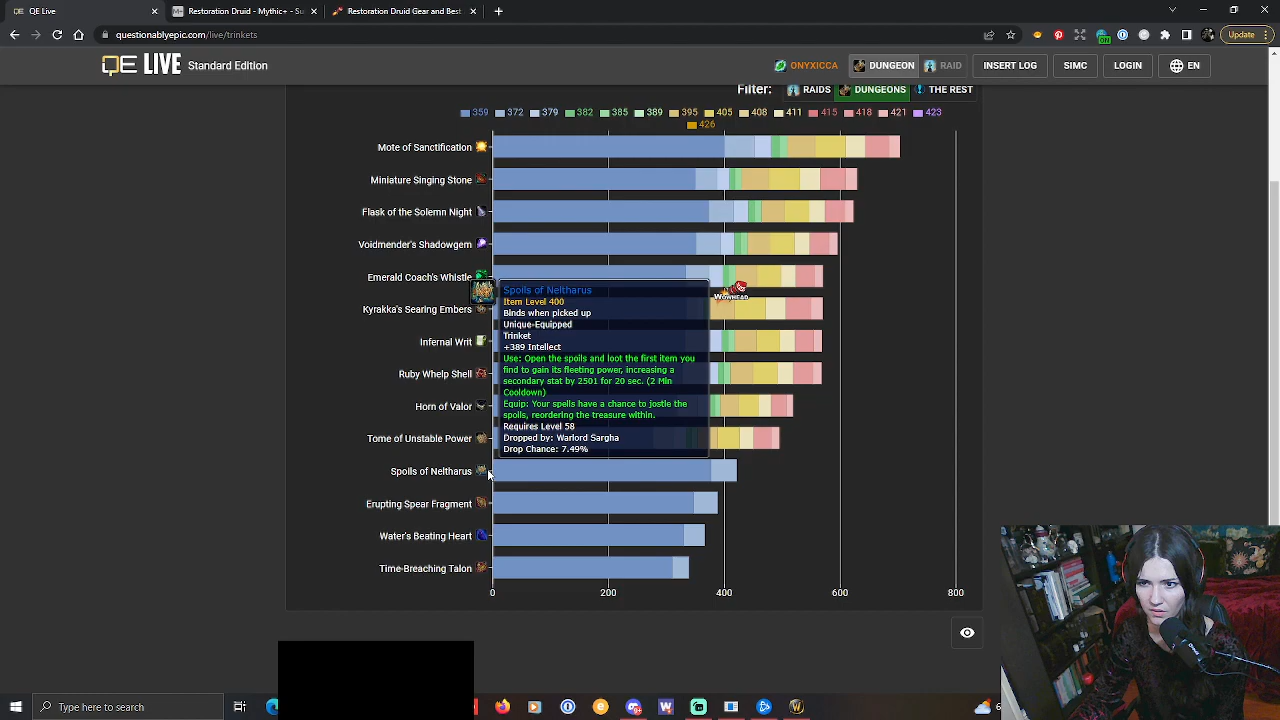 QE Live
Restoration Druid - Mythic+ - Su
Restoration Druid Gear and Best
questionablyepic.com/live/trinkets
ON
Update
QE LIVE Standard Edition
ONYXICCA DUNGEON RAID INSERT LOG SIMC LOGIN EN
Filter: RAIDS DUNGEONS THE REST
359 372 379 382 385 389 395 405 408 411 415 418 421 423
426
Mote of Sanctification
Miniature Singing Stone
Flask of the Solemn Night
Voidmender's Shadowgem
Emerald Coach's Whistle
Kyrakka's Searing Embers
Infernal Writ
Ruby Whelp Shell
Horn of Valor
Tome of Unstable Power
Spoils of Neltharus
Erupting Spear Fragment
Water's Beating Heart
Time-Breaching Talon
Spoils of Neltharus
Item Level 400
Binds when picked up
Unique-Equipped
Trinket
+389 Intellect
Use: Open the spoils and loot the first item you
find to gain its fleeting power, increasing a
secondary stat by 2501 for 20 sec. (2 Min
Cooldown)
Equip: Your spells have a chance to jostle the
spoils, reordering the treasure within.
Requires Level 58
Dropped by: Warlord Sargha
Drop Chance: 7.49%
WOWHEAD
0 200 400 600 800
Type here to search